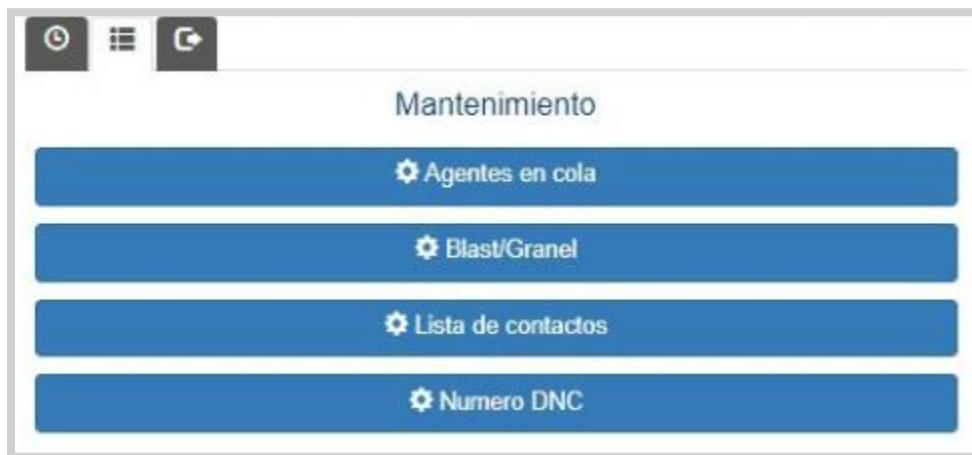 Mantenimiento
Agentes en cola
Blast/Granel
Lista de contactos
Numero DNC